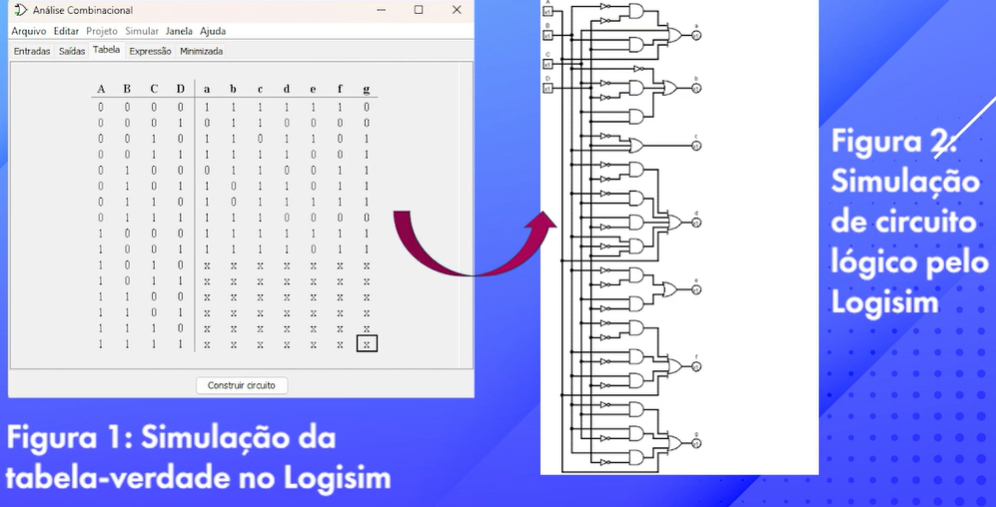 Análise Combinacional
Arquivo Editar Projeto Simular Janela Ajuda
Entradas Saídas Tabela Expressão Minimizada
A B C D a b c d e f g
0 0 0 0 1 1 1 1 1 1 0
0 0 0 1 0 1 1 0 0 0 0
0 0 1 0 1 1 0 1 1 0 1
0 0 1 1 1 1 1 1 0 0 1
0 1 0 0 0 1 1 0 0 1 1
0 1 0 1 1 0 1 1 0 1 1
0 1 1 0 1 0 1 1 1 1 1
0 1 1 1 1 1 1 0 0 0 0
1 0 0 0 1 1 1 1 1 1 1
1 0 0 1 1 1 1 1 0 1 1
1 0 1 0 x x x x x x x
1 0 1 1 x x x x x x x
1 1 0 0 x x x x x x x
1 1 0 1 x x x x x x x
1 1 1 0 x x x x x x x
1 1 1 1 x x x x x x x
Construir circuito
Figura 1: Simulação da
tabela-verdade no Logisim
A
B
C
D
a
b
c
d
e
f
g
Figura 2:
Simulação
de circuito
lógico pelo
Logisim